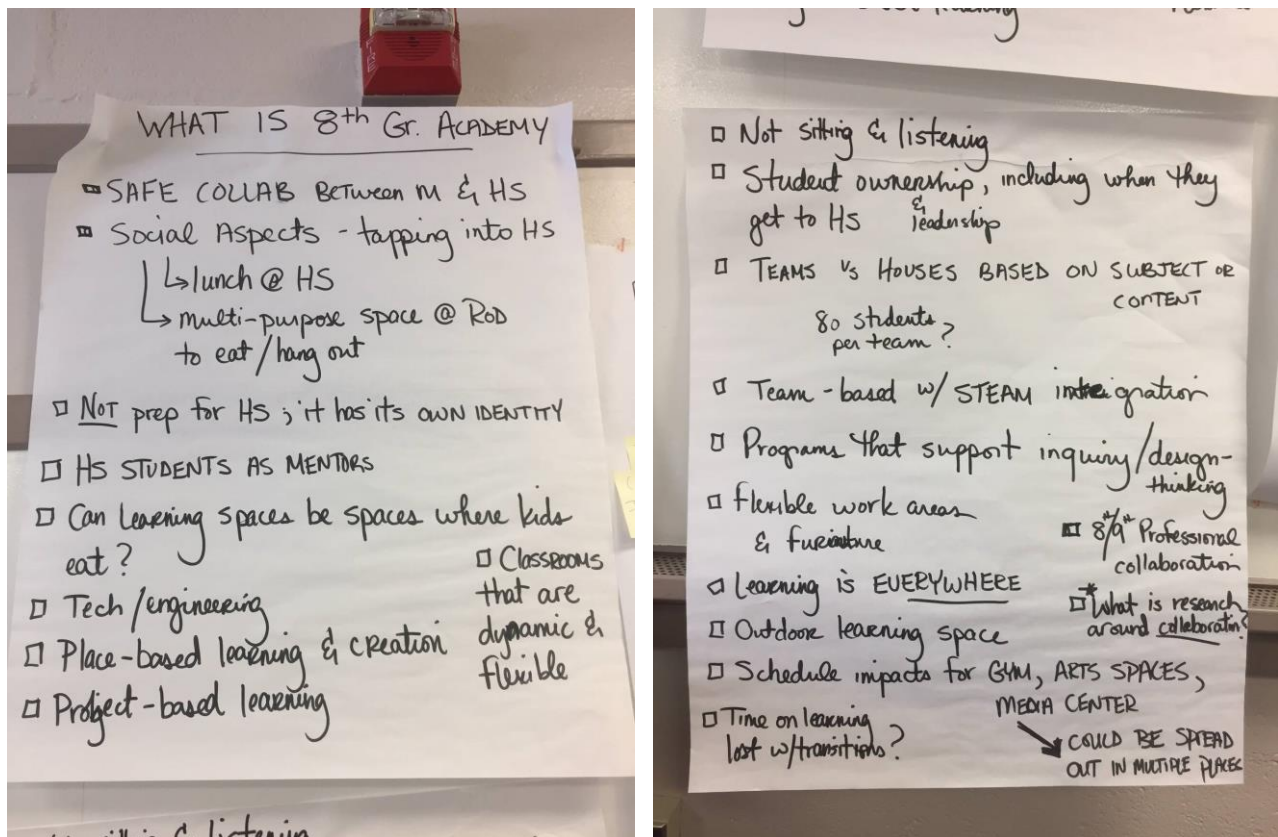 WHAT IS 8th Gr. ACADEMY
SAFE COLLAB BETWEEN M & HS
Social Aspects - tapping into HS
lunch @ HS
multi-purpose space @ ROD
to eat/hang out
NOT prep for HS; it has its OWN IDENTITY
HS STUDENTS AS MENTORS
Can learning spaces be spaces where kids
eat?
Tech/engineering
Place-based learning & creation
Project-based learning
Classrooms
that are
dynamic &
flexible
& listening
learning
Not sitting & listening
Student ownership, including when they
get to HS & leadership
TEAMS vs HOUSES BASED ON SUBJECT OR
CONTENT
80 students
per team?
Team-based w/ STEAM integration
Programs that support inquiry/design-
thinking
flexible work areas
& furniture
8th/9th Professional
collaboration
Learning is EVERYWHERE
*What is research
around collaboration?
Outdoor learning space
Schedule impacts for GYM, ARTS SPACES,
MEDIA CENTER
COULD BE SPREAD
OUT IN MULTIPLE PLACES
Time on learning
lost w/transitions?